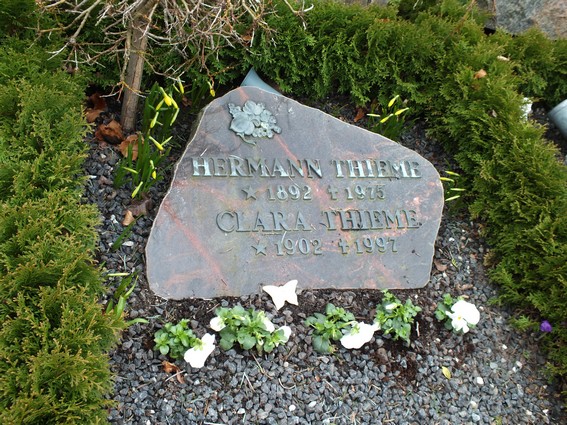 HERMANN THIEME
★ 1892 ✝ 1975
CLARA THIEME
★ 1902 ✝ 1997